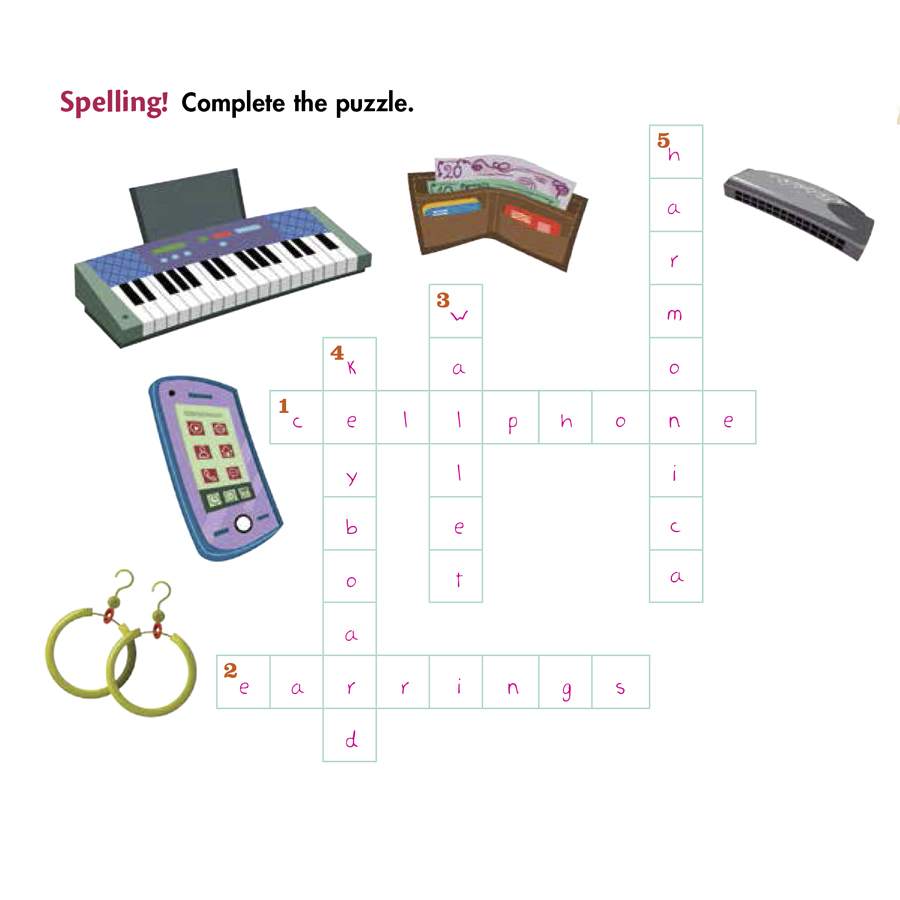 Spelling! Complete the puzzle.
£20
5 h
a
r
3 w m
4 k a o
1 c e l l p h o n e
y l i
b e c
o t a
a
2 e a r r i n g s
d